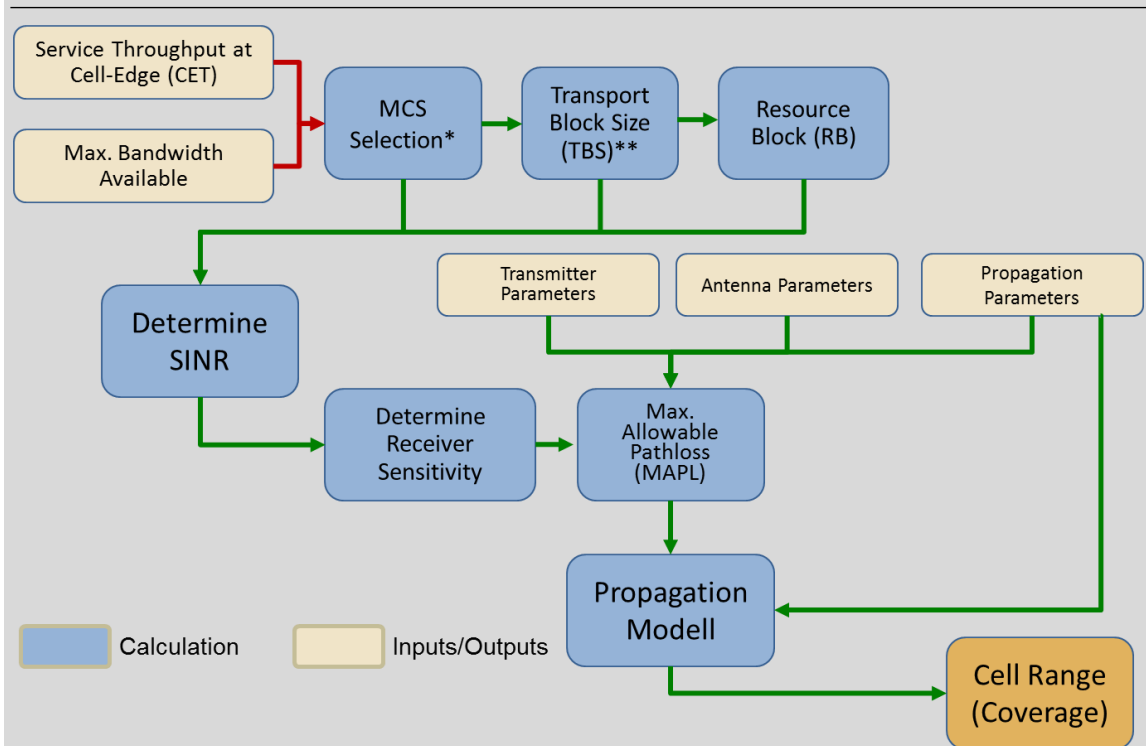 Service Throughput at
Cell-Edge (CET)
Max. Bandwidth
Available
MCS
Selection*
Transport
Block Size
(TBS)**
Resource
Block (RB)
Transmitter
Parameters
Antenna Parameters
Propagation
Parameters
Determine
SINR
Determine
Receiver
Sensitivity
Max.
Allowable
Pathloss
(MAPL)
Propagation
Modell
Calculation
Inputs/Outputs
Cell Range
(Coverage)